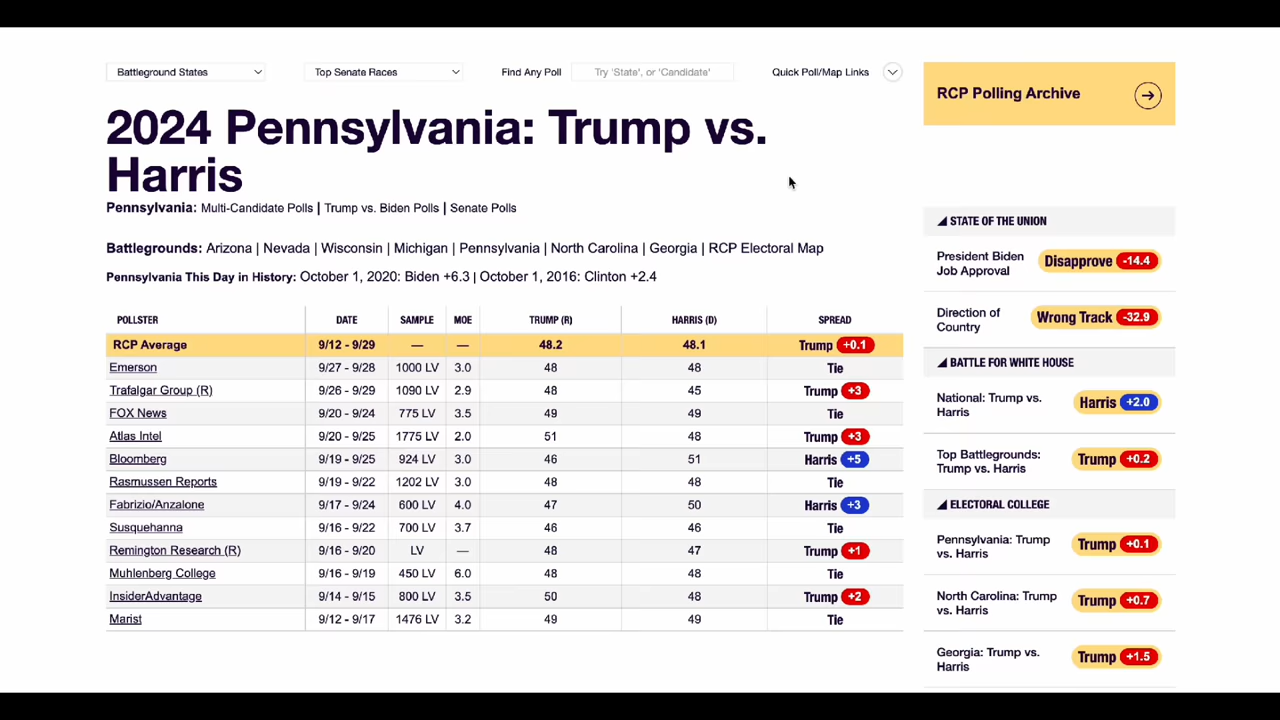 Battleground States
Top Senate Races
Find Any Poll
Try 'State', or 'Candidate'
Quick Poll/Map Links
2024 Pennsylvania: Trump vs.
Harris
Pennsylvania: Multi-Candidate Polls | Trump vs. Biden Polls | Senate Polls
Battlegrounds: Arizona | Nevada | Wisconsin | Michigan | Pennsylvania | North Carolina | Georgia | RCP Electoral Map
Pennsylvania This Day in History: October 1, 2020: Biden +6.3 | October 1, 2016: Clinton +2.4
POLLSTER DATE SAMPLE MOE TRUMP (R) HARRIS (D) SPREAD
RCP Average 9/12 - 9/29 — — 48.2 48.1 Trump +0.1
Emerson 9/27 - 9/28 1000 LV 3.0 48 48 Tie
Trafalgar Group (R) 9/26 - 9/29 1090 LV 2.9 48 45 Trump +3
FOX News 9/20 - 9/24 775 LV 3.5 49 49 Tie
Atlas Intel 9/20 - 9/25 1775 LV 2.0 51 48 Trump +3
Bloomberg 9/19 - 9/25 924 LV 3.0 46 51 Harris +5
Rasmussen Reports 9/19 - 9/22 1202 LV 3.0 48 48 Tie
Fabrizio/Anzalone 9/17 - 9/24 600 LV 4.0 47 50 Harris +3
Susquehanna 9/16 - 9/22 700 LV 3.7 46 46 Tie
Remington Research (R) 9/16 - 9/20 LV — 48 47 Trump +1
Muhlenberg College 9/16 - 9/19 450 LV 6.0 48 48 Tie
InsiderAdvantage 9/14 - 9/15 800 LV 3.5 50 48 Trump +2
Marist 9/12 - 9/17 1476 LV 3.2 49 49 Tie
RCP Polling Archive
STATE OF THE UNION
President Biden
Job Approval
Disapprove -14.4
Direction of
Country
Wrong Track -32.9
BATTLE FOR WHITE HOUSE
National: Trump vs.
Harris
Harris +2.0
Top Battlegrounds:
Trump vs. Harris
Trump +0.2
ELECTORAL COLLEGE
Pennsylvania: Trump
vs. Harris
Trump +0.1
North Carolina: Trump
vs. Harris
Trump +0.7
Georgia: Trump vs.
Harris
Trump +1.5